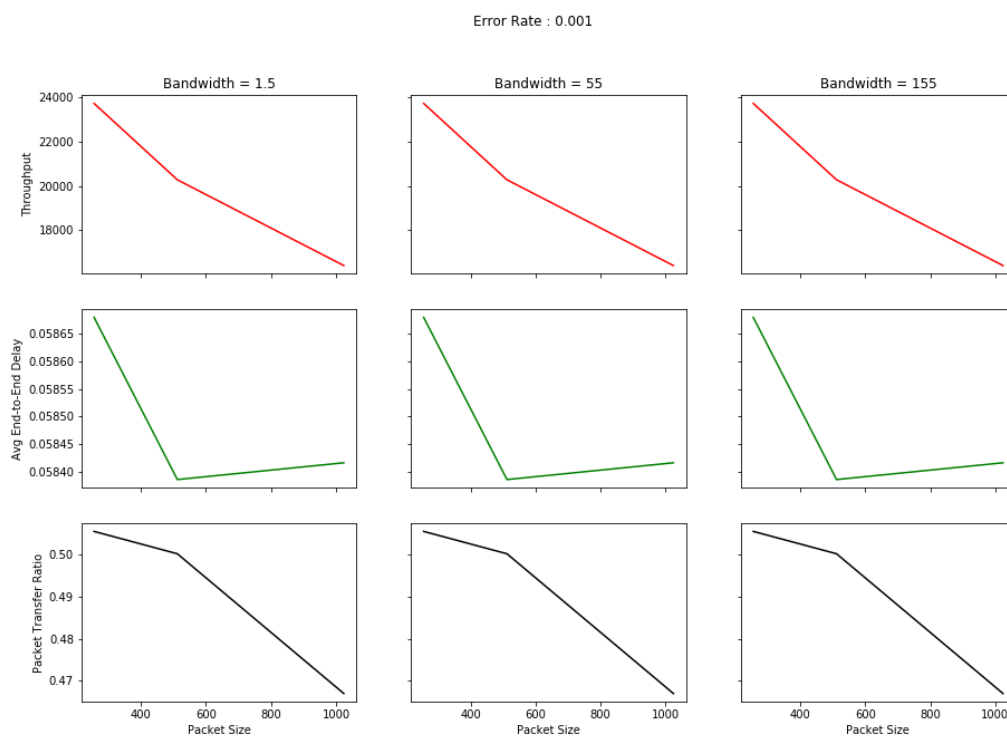 Error Rate : 0.001
Bandwidth = 1.5
Bandwidth = 55
Bandwidth = 155
Throughput
24000
22000
20000
18000
Avg End-to-End Delay
0.05865
0.05860
0.05855
0.05850
0.05845
0.05840
Packet Transfer Ratio
0.50
0.49
0.48
0.47
400 600 800 1000
400 600 800 1000
400 600 800 1000
Packet Size
Packet Size
Packet Size